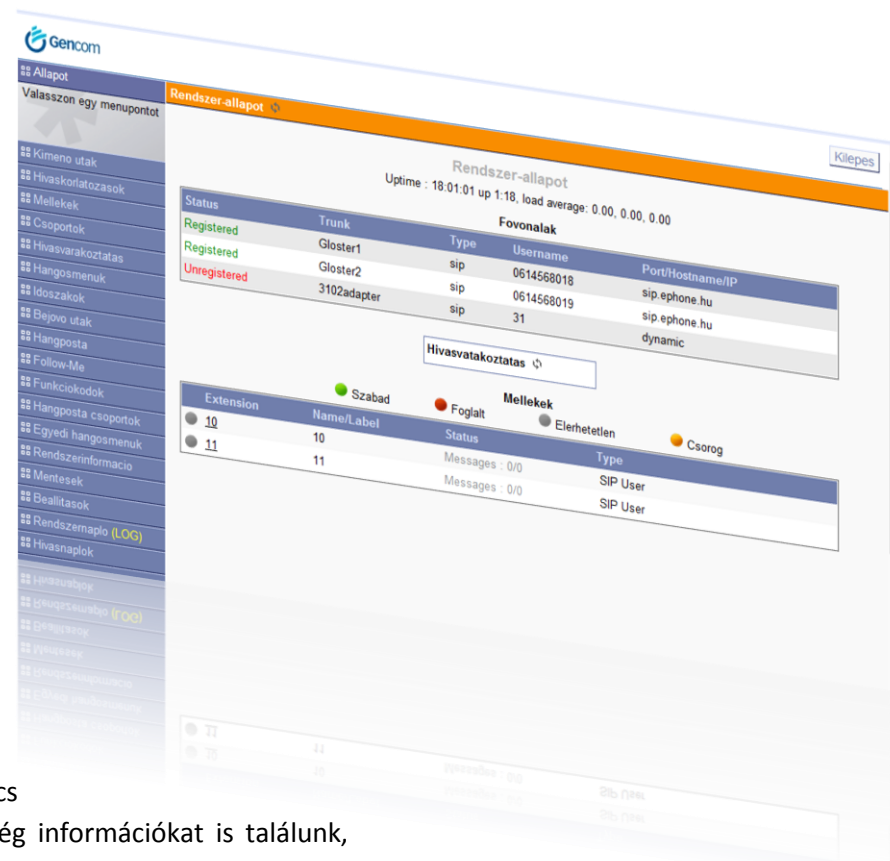 Gencom
Allapot
Valasszon egy menupontot
Kimeno utak
Hivaskorlatozasok
Mellekek
Csoportok
Hivasvarakoztatas
Hangosmenuk
Idoszakok
Bejovo utak
Hangposta
Follow-Me
Funkciokodok
Hangposta csoportok
Egyedi hangosmenuk
Rendszerinformacio
Mentesek
Beallitasok
Rendszernaplo (LOG)
Hivasnaplok
Rendszer-allapot
Kilepes
Rendszer-allapot
Uptime : 18:01:01 up 1:18, load average: 0.00, 0.00, 0.00
Fovonalak
Status Trunk Type Username Port/Hostname/IP
Registered Gloster1 sip 0614568018 sip.ephone.hu
Registered Gloster2 sip 0614568019 sip.ephone.hu
Unregistered 3102adapter sip 31 dynamic
Hivasvatakoztatas
Mellekek
Szabad Foglalt Elerhetetlen Csorog
Extension Name/Label Status Type
10 10 Messages : 0/0 SIP User
11 11 Messages : 0/0 SIP User
cs
ég információkat is találunk,